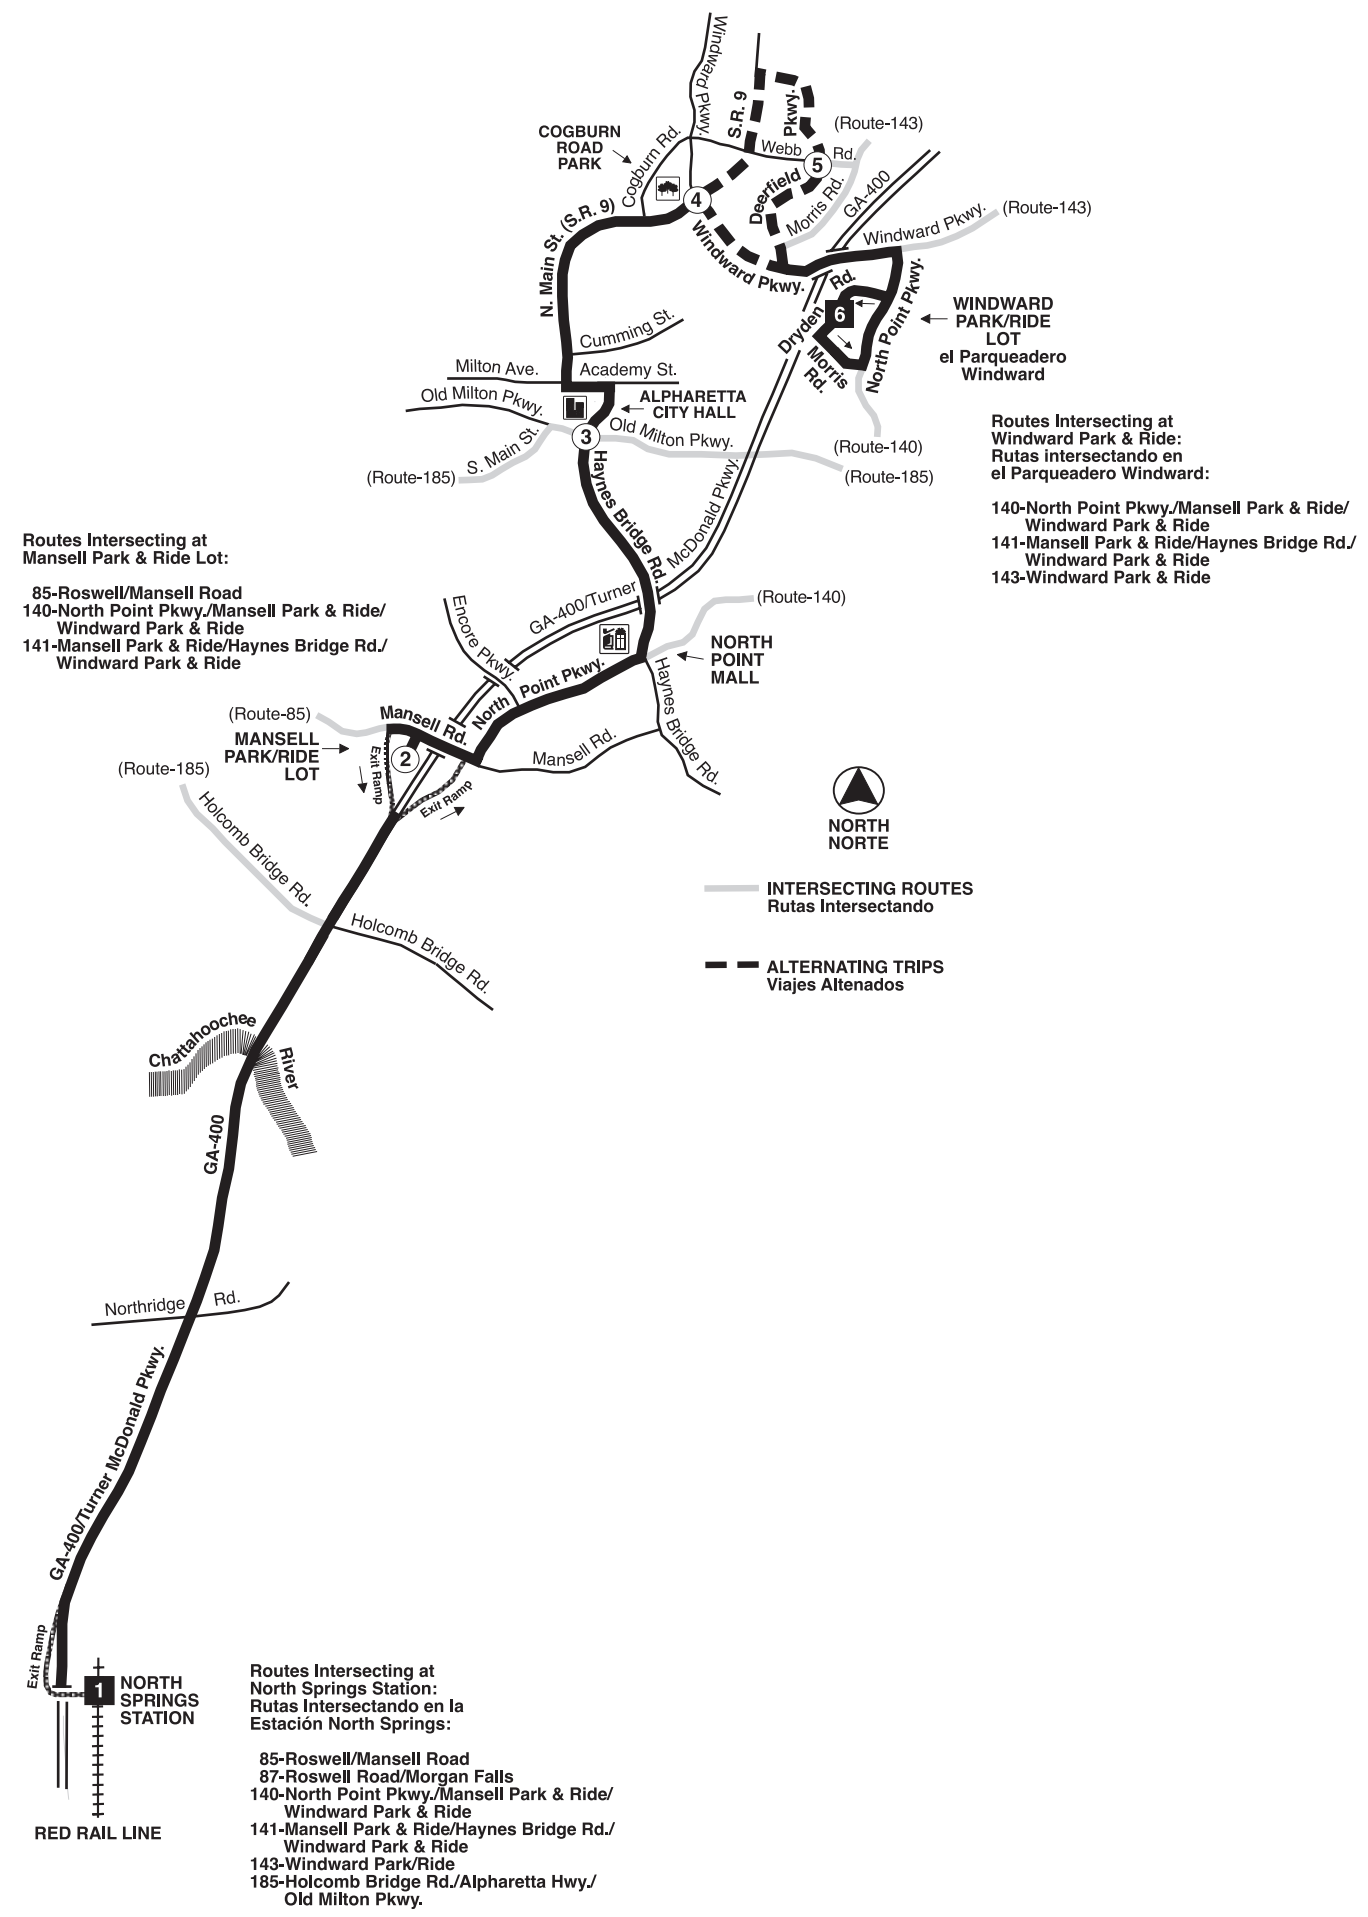 Windward Pkwy.
S.R. 9
Pkwy.
(Route-143)
COGBURN
ROAD
PARK
Cogburn Rd.
Webb
Rd.
5
Deerfield
Morris Rd.
GA-400
4
N. Main St. (S.R. 9)
Windward Pkwy.
Windward Pkwy.
(Route-143)
Dryden
Rd.
6
North Point Pkwy.
Morris
Rd.
WINDWARD
PARK/RIDE
LOT
el Parqueadero
Windward
Cumming St.
Milton Ave.
Academy St.
Old Milton Pkwy.
ALPHARETTA
CITY HALL
3
Old Milton Pkwy.
S. Main St.
(Route-185)
(Route-140)
(Route-185)
Routes Intersecting at
Windward Park & Ride:
Rutas intersectando en
el Parqueadero Windward:
140-North Point Pkwy./Mansell Park & Ride/
Windward Park & Ride
141-Mansell Park & Ride/Haynes Bridge Rd./
Windward Park & Ride
143-Windward Park & Ride
Haynes Bridge Rd.
GA-400/Turner
McDonald Pkwy.
Routes Intersecting at
Mansell Park & Ride Lot:
85-Roswell/Mansell Road
140-North Point Pkwy./Mansell Park & Ride/
Windward Park & Ride
141-Mansell Park & Ride/Haynes Bridge Rd./
Windward Park & Ride
Encore Pkwy.
(Route-140)
NORTH
POINT
MALL
North
Point Pkwy.
Haynes Bridge Rd.
(Route-85)
Mansell Rd.
MANSELL
PARK/RIDE
LOT
2
Exit Ramp
Exit Ramp
Mansell Rd.
(Route-185)
Holcomb Bridge Rd.
Holcomb Bridge Rd.
NORTH
NORTE
INTERSECTING ROUTES
Rutas Intersectando
ALTERNATING TRIPS
Viajes Altenados
Chattahoochee
River
GA-400
Northridge
Rd.
GA-400/Turner McDonald Pkwy.
Exit Ramp
1
NORTH
SPRINGS
STATION
RED RAIL LINE
Routes Intersecting at
North Springs Station:
Rutas Intersectando en la
Estación North Springs:
85-Roswell/Mansell Road
87-Roswell Road/Morgan Falls
140-North Point Pkwy./Mansell Park & Ride/
Windward Park & Ride
141-Mansell Park & Ride/Haynes Bridge Rd./
Windward Park & Ride
143-Windward Park/Ride
185-Holcomb Bridge Rd./Alpharetta Hwy./
Old Milton Pkwy.